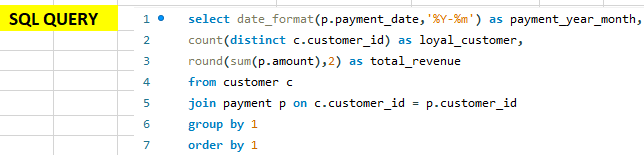 SQL QUERY
1 select date_format(p.payment_date,'%Y-%m') as payment_year_month,
2 count(distinct c.customer_id) as loyal_customer,
3 round(sum(p.amount),2) as total_revenue
4 from customer c
5 join payment p on c.customer_id = p.customer_id
6 group by 1
7 order by 1